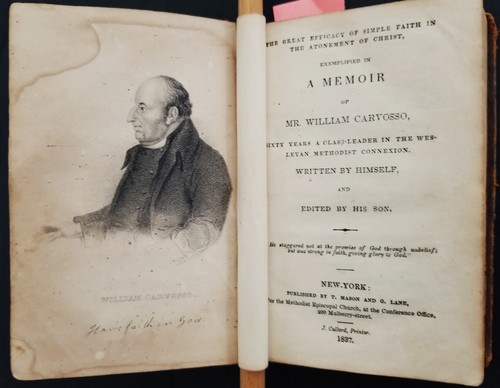 WILLIAM CARVOSSO.
Have faith in God
THE GREAT EFFICACY OF SIMPLE FAITH IN
THE ATONEMENT OF CHRIST,
EXEMPLIFIED IN
A MEMOIR
OF
MR. WILLIAM CARVOSSO,
SIXTY YEARS A CLASS-LEADER IN THE WES-
LEYAN METHODIST CONNEXION.
WRITTEN BY HIMSELF,
AND
EDITED BY HIS SON.
"He staggered not at the promise of God through unbelief;
but was strong in faith, giving glory to God."
NEW-YORK:
PUBLISHED BY T. MASON AND G. LANE,
For the Methodist Episcopal Church, at the Conference Office,
200 Mulberry-street.
J. Collord, Printer.
1837.